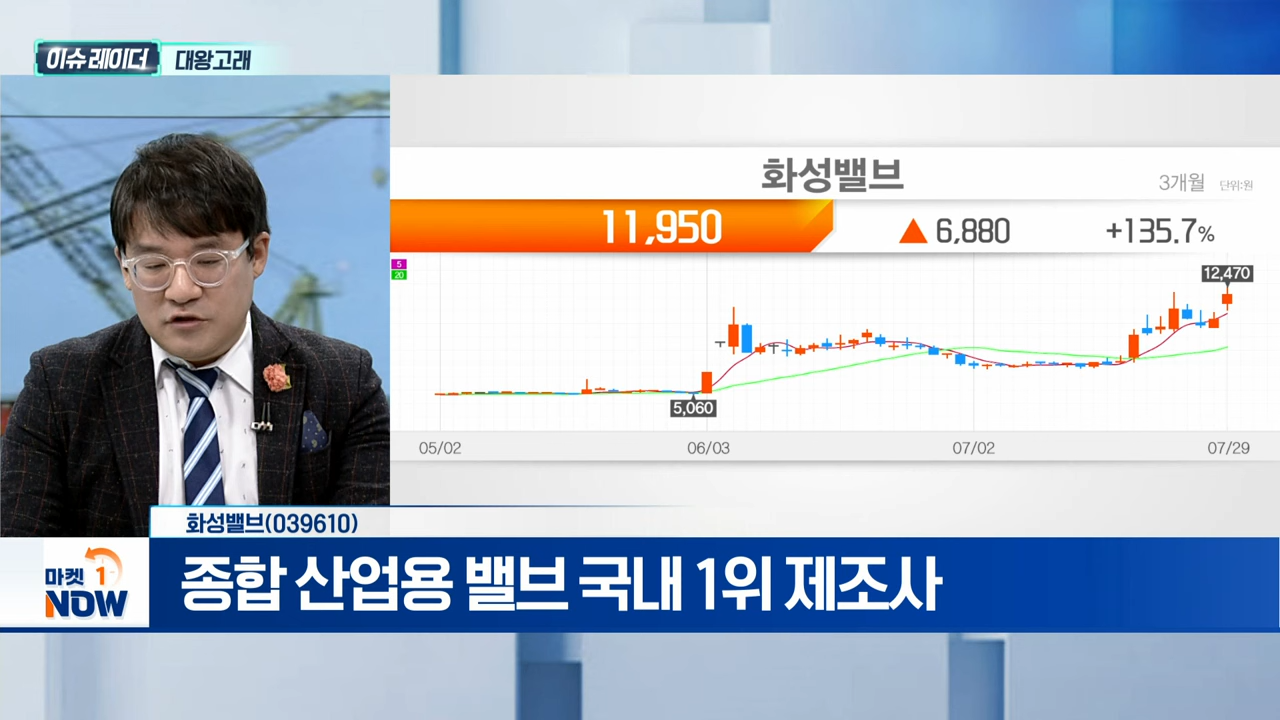 이슈레이더 대왕고래
화성밸브
3개월 단위:원
11,950 ▲ 6,880 +135.7%
5
20
12,470
5,060
05/02 06/03 07/02 07/29
화성밸브(039610)
마켓 1
NOW
종합 산업용 밸브 국내 1위 제조사